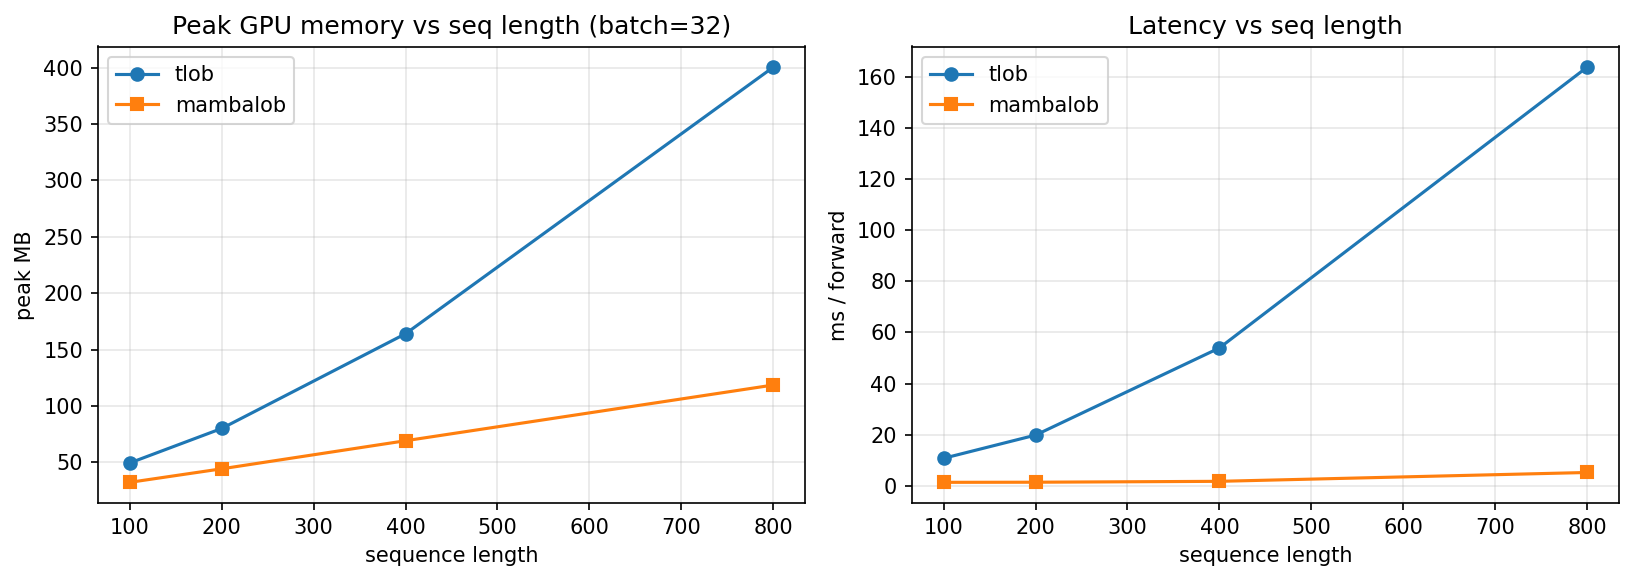 Peak GPU memory vs seq length (batch=32)
tlob
mambalob
peak MB
400
350
300
250
200
150
100
50
100 200 300 400 500 600 700 800
sequence length
Latency vs seq length
tlob
mambalob
ms / forward
160
140
120
100
80
60
40
20
0
100 200 300 400 500 600 700 800
sequence length